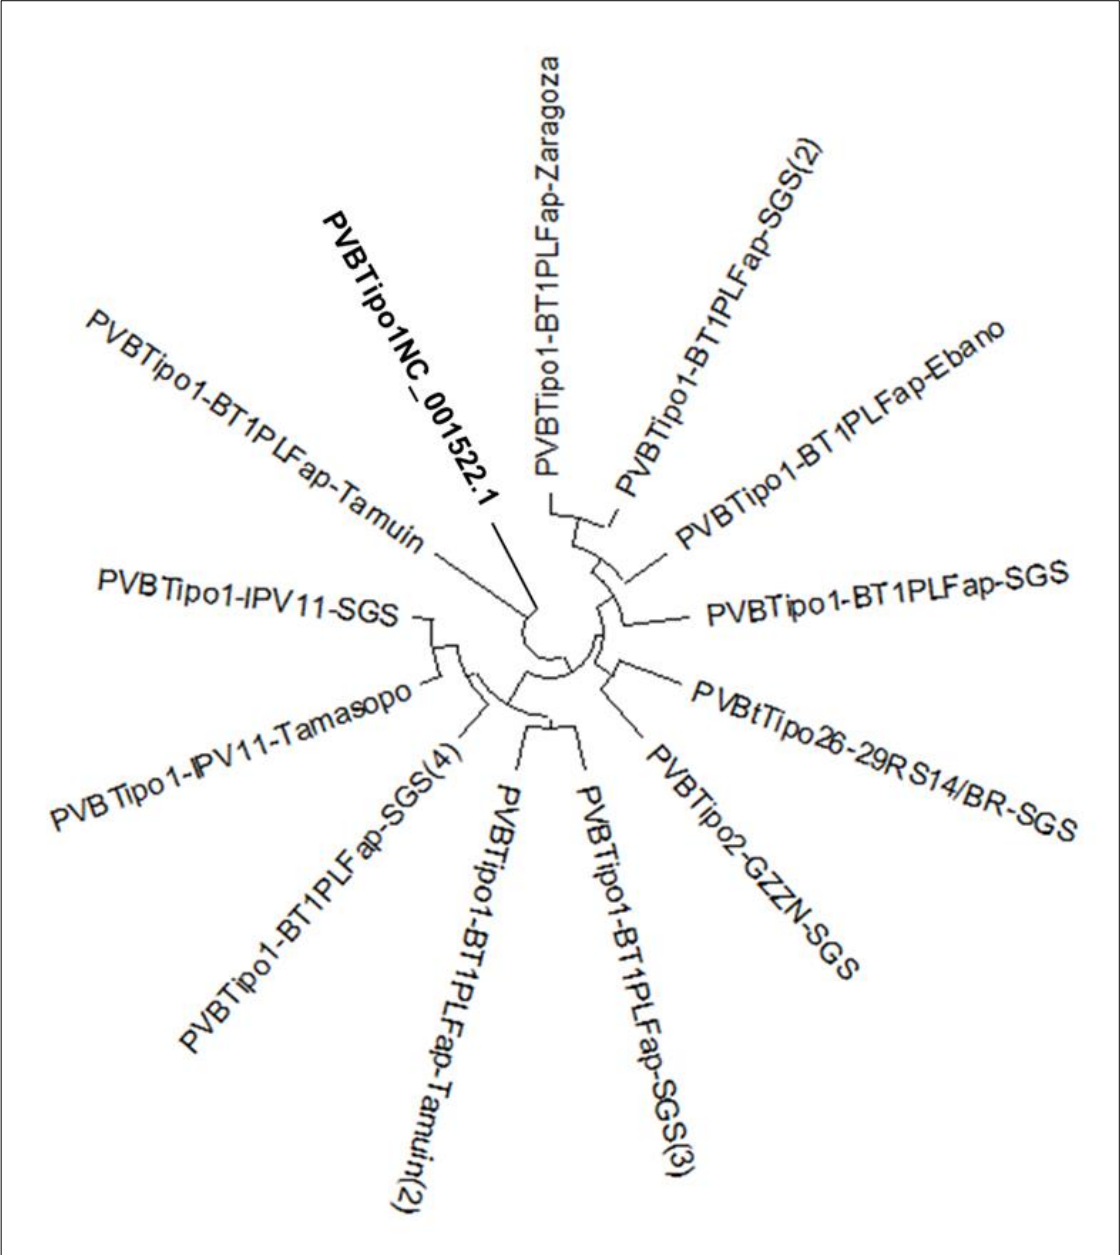 PVBTipo1-BT1PLFap-Zaragoza
PVBTipo1-BT1PLFap-SGS(2)
PVBTipo1-BT1PLFap-Ebano
PVBTipo1-BT1PLFap-SGS
PVBtTipo26-29RS14/BR-SGS
PVBTipo2-GZZN-SGS
PVBTipo1-BT1PLFap-SGS(3)
PVBTipo1-BT1PLFap-Tamuin(2)
PVBTipo1-BT1PLFap-SGS(4)
PVBTipo1-IPV11-Tamasopo
PVBTipo1-IPV11-SGS
PVBTipo1-BT1PLFap-Tamuin
PVBTipo1NC_001522.1